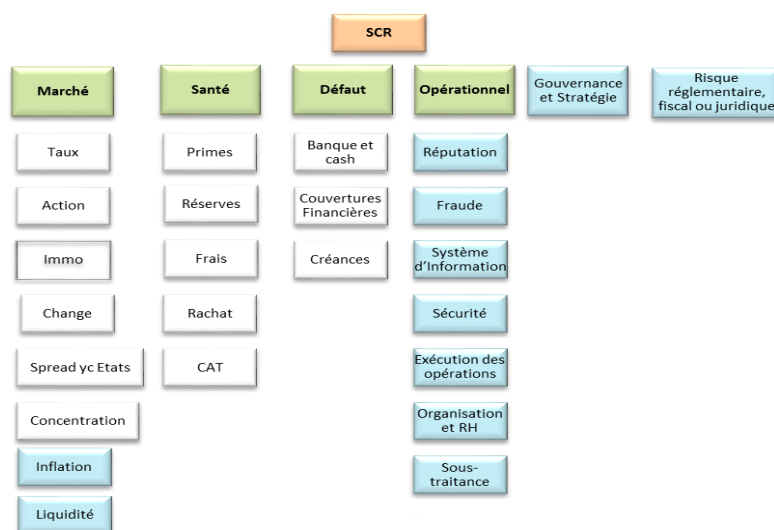 SCR
Marché
Santé
Défaut
Opérationnel
Gouvernance
et Stratégie
Risque
réglementaire,
fiscal ou juridique
Taux
Primes
Banque et
cash
Réputation
Action
Réserves
Couvertures
Financières
Fraude
Immo
Frais
Créances
Système
d'Information
Change
Rachat
Sécurité
Spread yc Etats
CAT
Exécution des
opérations
Concentration
Organisation
et RH
Inflation
Sous-
traitance
Liquidité